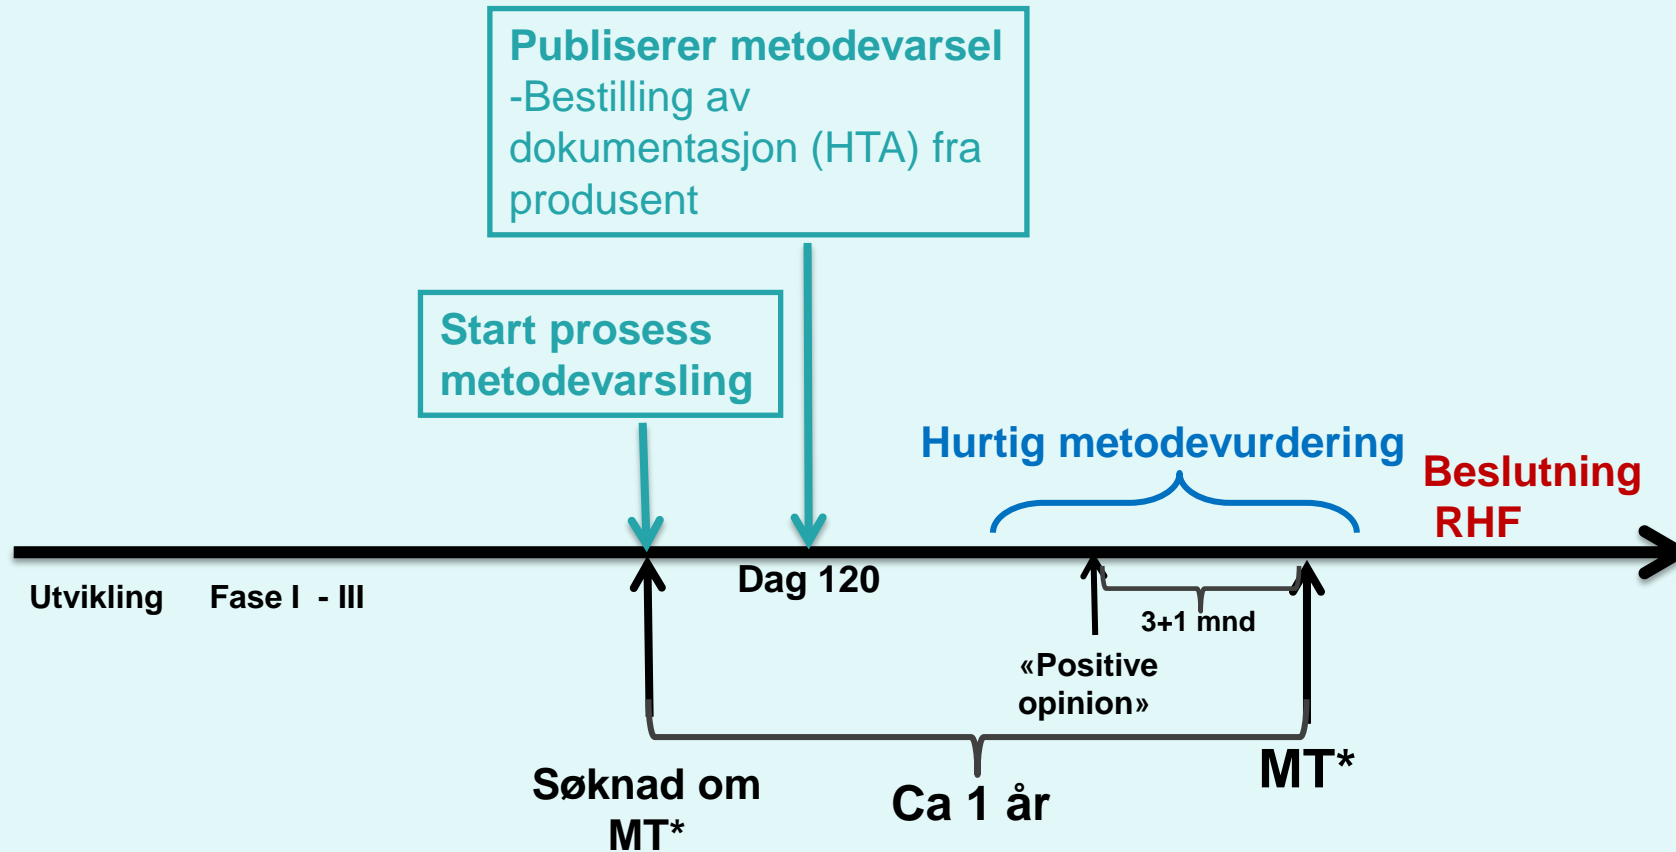 Publiserer metodevarsel
-Bestilling av
dokumentasjon (HTA) fra
produsent
Start prosess
metodevarsling
Hurtig metodevurdering
Beslutning
RHF
Utvikling Fase I - III
Dag 120
3+1 mnd
«Positive
opinion»
Søknad om
MT*
Ca 1 år
MT*